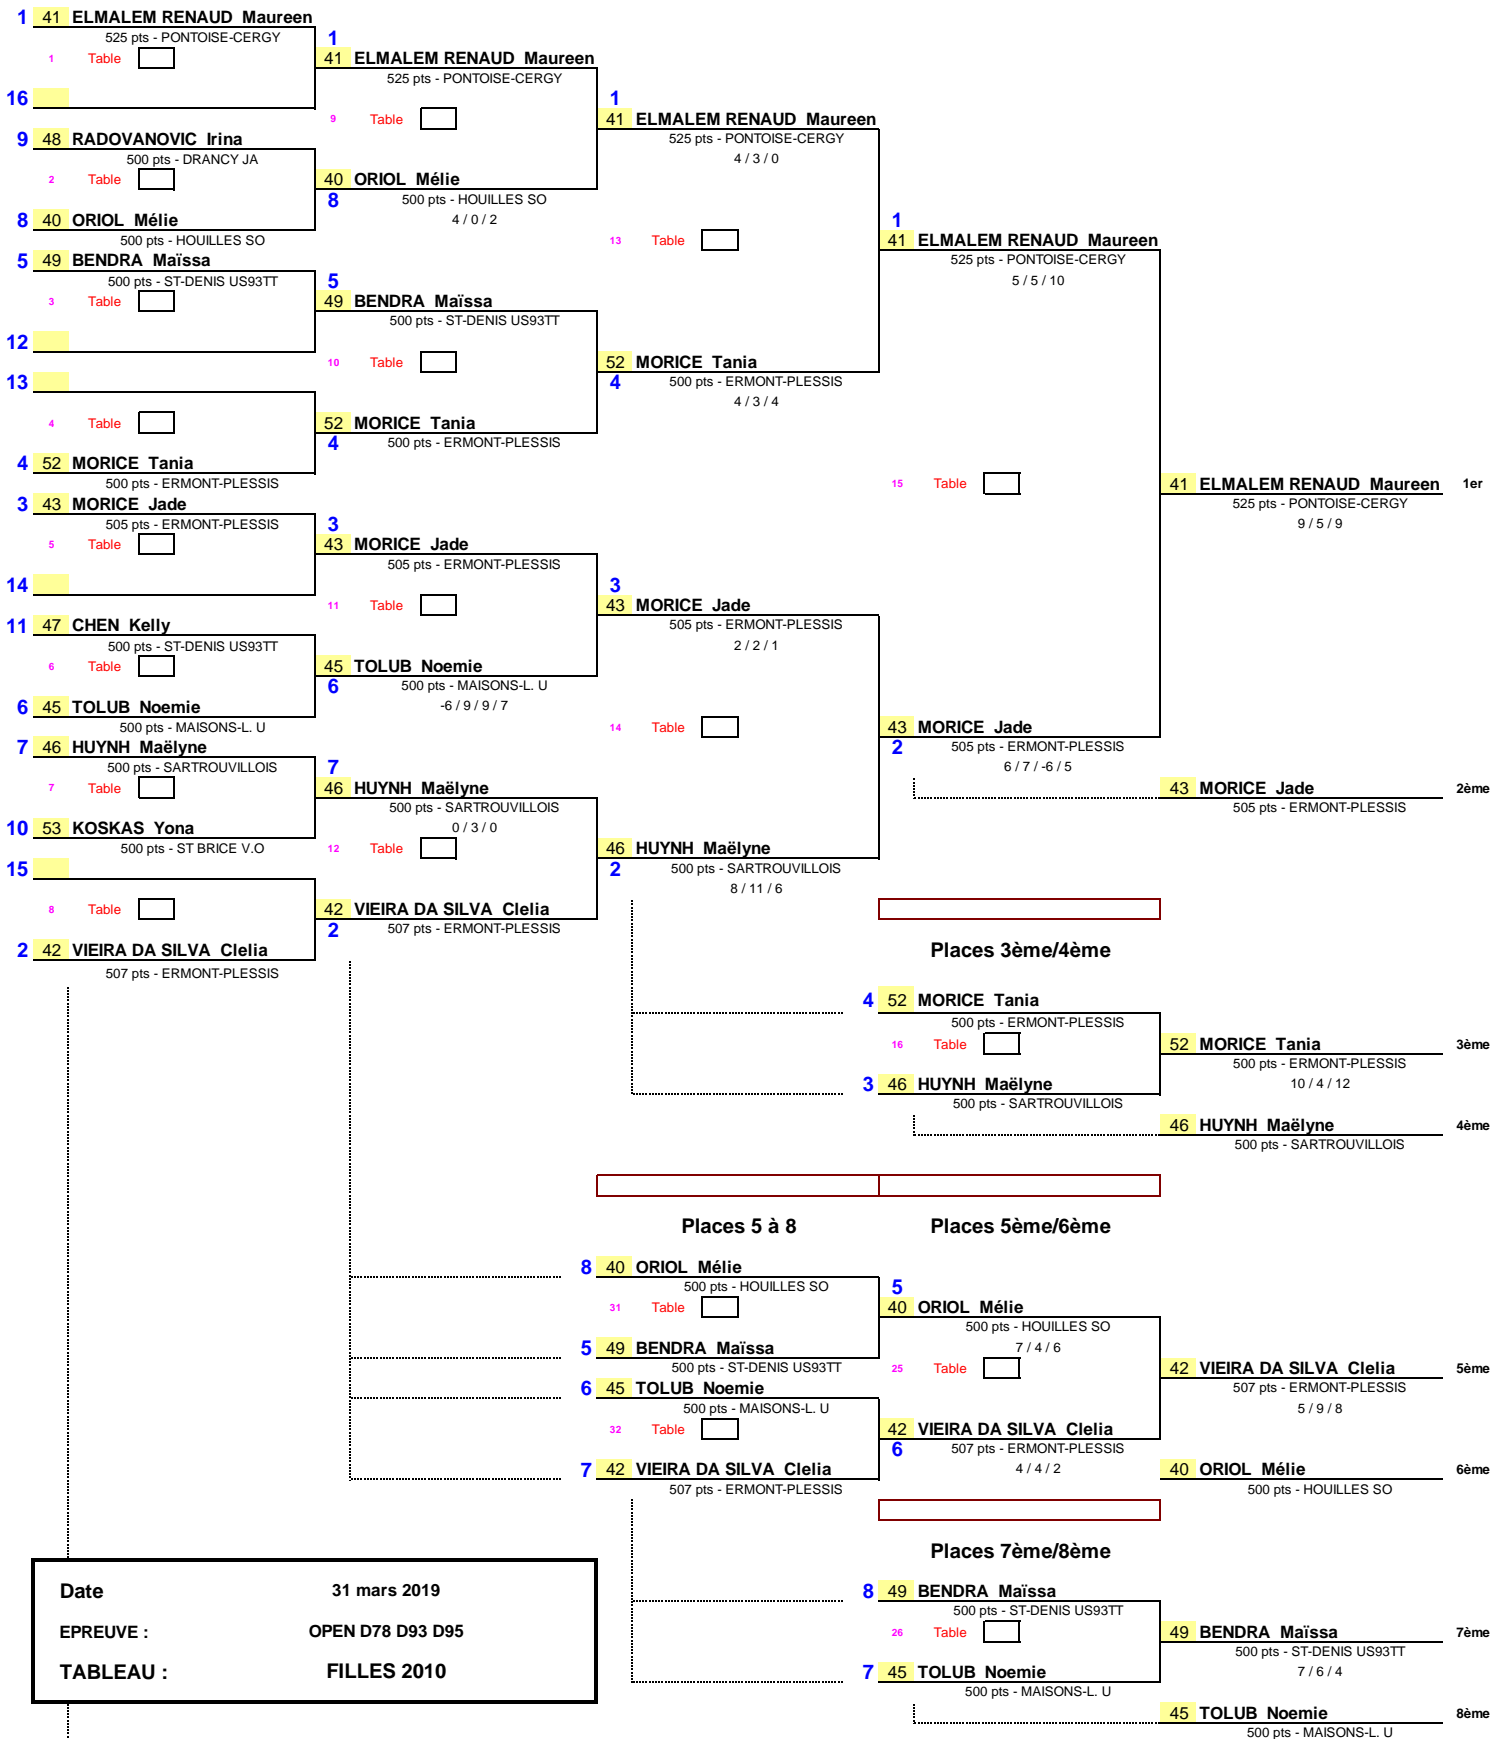 1 41 ELMALEM RENAUD Maureen
525 pts - PONTOISE-CERGY
1 Table
16
9 48 RADOVANOVIC Irina
500 pts - DRANCY JA
2 Table
8 40 ORIOL Mélie
500 pts - HOUILLES SO
5 49 BENDRA Maïssa
500 pts - ST-DENIS US93TT
3 Table
12
13
4 Table
4 52 MORICE Tania
500 pts - ERMONT-PLESSIS
3 43 MORICE Jade
505 pts - ERMONT-PLESSIS
5 Table
14
11 47 CHEN Kelly
500 pts - ST-DENIS US93TT
6 Table
6 45 TOLUB Noemie
500 pts - MAISONS-L. U
7 46 HUYNH Maëlyne
500 pts - SARTROUVILLOIS
7 Table
10 53 KOSKAS Yona
500 pts - ST BRICE V.O
15
8 Table
2 42 VIEIRA DA SILVA Clelia
507 pts - ERMONT-PLESSIS
1
41 ELMALEM RENAUD Maureen
525 pts - PONTOISE-CERGY
9 Table
40 ORIOL Mélie
8 500 pts - HOUILLES SO
4 / 0 / 2
5
49 BENDRA Maïssa
500 pts - ST-DENIS US93TT
10 Table
52 MORICE Tania
4 500 pts - ERMONT-PLESSIS
3
43 MORICE Jade
505 pts - ERMONT-PLESSIS
11 Table
45 TOLUB Noemie
6 500 pts - MAISONS-L. U
-6 / 9 / 9 / 7
7
46 HUYNH Maëlyne
500 pts - SARTROUVILLOIS
0 / 3 / 0
12 Table
42 VIEIRA DA SILVA Clelia
2 507 pts - ERMONT-PLESSIS
1
41 ELMALEM RENAUD Maureen
525 pts - PONTOISE-CERGY
4 / 3 / 0
13 Table
52 MORICE Tania
4 500 pts - ERMONT-PLESSIS
4 / 3 / 4
3
43 MORICE Jade
505 pts - ERMONT-PLESSIS
2 / 2 / 1
14 Table
46 HUYNH Maëlyne
2 500 pts - SARTROUVILLOIS
8 / 11 / 6
1
41 ELMALEM RENAUD Maureen
525 pts - PONTOISE-CERGY
5 / 5 / 10
15 Table
43 MORICE Jade
2 505 pts - ERMONT-PLESSIS
6 / 7 / -6 / 5
41 ELMALEM RENAUD Maureen 1er
525 pts - PONTOISE-CERGY
9 / 5 / 9
43 MORICE Jade 2ème
505 pts - ERMONT-PLESSIS
Places 3ème/4ème
4 52 MORICE Tania
500 pts - ERMONT-PLESSIS
16 Table
3 46 HUYNH Maëlyne
500 pts - SARTROUVILLOIS
52 MORICE Tania 3ème
500 pts - ERMONT-PLESSIS
10 / 4 / 12
46 HUYNH Maëlyne 4ème
500 pts - SARTROUVILLOIS
Places 5 à 8
Places 5ème/6ème
8 40 ORIOL Mélie
500 pts - HOUILLES SO
31 Table
5 49 BENDRA Maïssa
500 pts - ST-DENIS US93TT
6 45 TOLUB Noemie
500 pts - MAISONS-L. U
32 Table
7 42 VIEIRA DA SILVA Clelia
507 pts - ERMONT-PLESSIS
5
40 ORIOL Mélie
500 pts - HOUILLES SO
7 / 4 / 6
25 Table
42 VIEIRA DA SILVA Clelia
6 507 pts - ERMONT-PLESSIS
4 / 4 / 2
42 VIEIRA DA SILVA Clelia 5ème
507 pts - ERMONT-PLESSIS
5 / 9 / 8
40 ORIOL Mélie 6ème
500 pts - HOUILLES SO
Places 7ème/8ème
8 49 BENDRA Maïssa
500 pts - ST-DENIS US93TT
26 Table
7 45 TOLUB Noemie
500 pts - MAISONS-L. U
49 BENDRA Maïssa 7ème
500 pts - ST-DENIS US93TT
7 / 6 / 4
45 TOLUB Noemie 8ème
500 pts - MAISONS-L. U
Date 31 mars 2019
EPREUVE : OPEN D78 D93 D95
TABLEAU : FILLES 2010